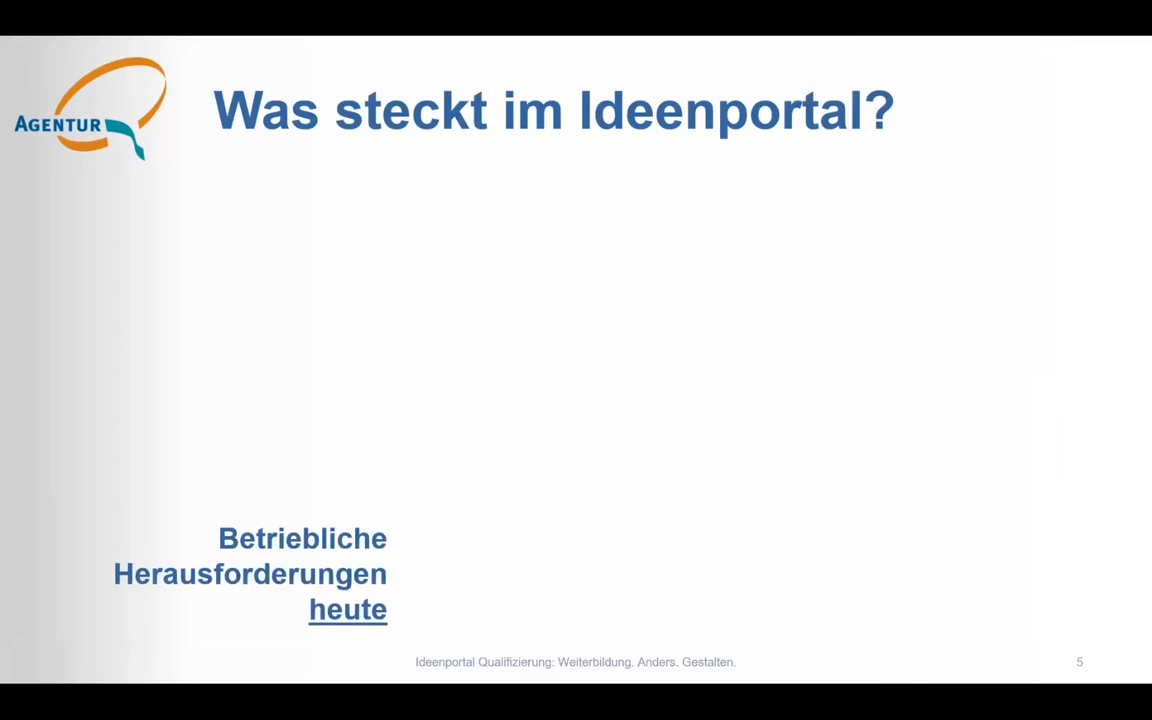 AGENTUR
Was steckt im Ideenportal?
Betriebliche
Herausforderungen
heute
Ideenportal Qualifizierung: Weiterbildung. Anders. Gestalten.
5